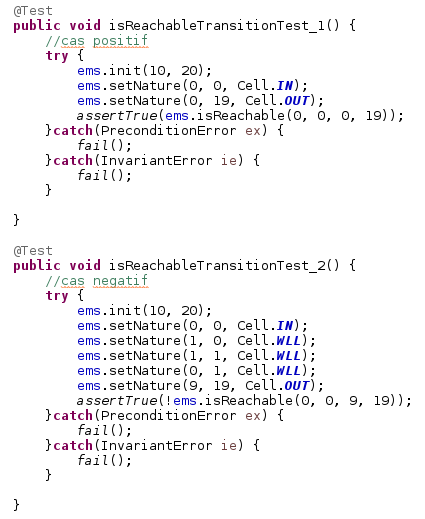 @Test
public void isReachableTransitionTest_1() {
    //cas positif
    try {
        ems.init(10, 20);
        ems.setNature(0, 0, Cell.IN);
        ems.setNature(0, 19, Cell.OUT);
        assertTrue(ems.isReachable(0, 0, 0, 19));
    }catch(PreconditionError ex) {
        fail();
    }catch(InvariantError ie) {
        fail();
    }

}

@Test
public void isReachableTransitionTest_2() {
    //cas negatif
    try {
        ems.init(10, 20);
        ems.setNature(0, 0, Cell.IN);
        ems.setNature(1, 0, Cell.WLL);
        ems.setNature(1, 1, Cell.WLL);
        ems.setNature(0, 1, Cell.WLL);
        ems.setNature(9, 19, Cell.OUT);
        assertTrue(!ems.isReachable(0, 0, 9, 19));
    }catch(PreconditionError ex) {
        fail();
    }catch(InvariantError ie) {
        fail();
    }

}